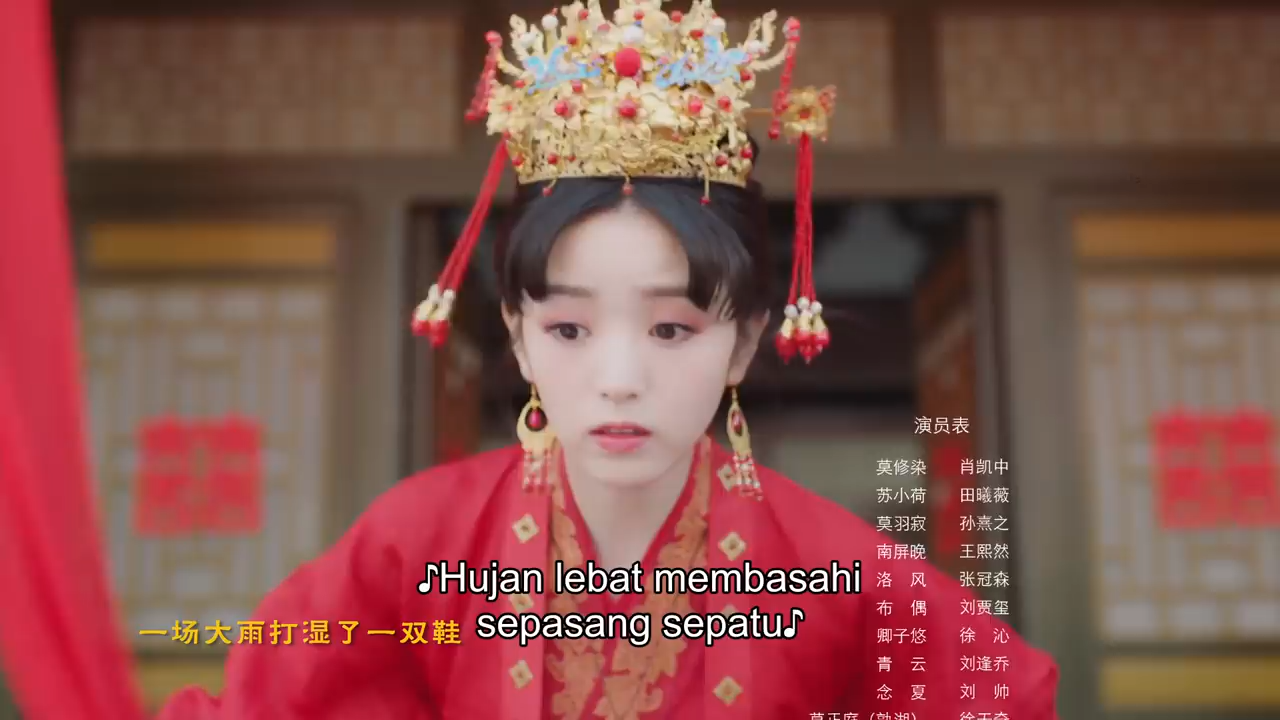 演员表
莫修染 肖凯中
苏小荷 田曦薇
莫羽寂 孙熹之
南屏晚 王熙然
洛 风 张冠森
布 偶 刘贾玺
卿子悠 徐 沁
青 云 刘逢乔
念 夏 刘 帅
♪Hujan lebat membasahi
sepasang sepatu♪
一场大雨打湿了一双鞋